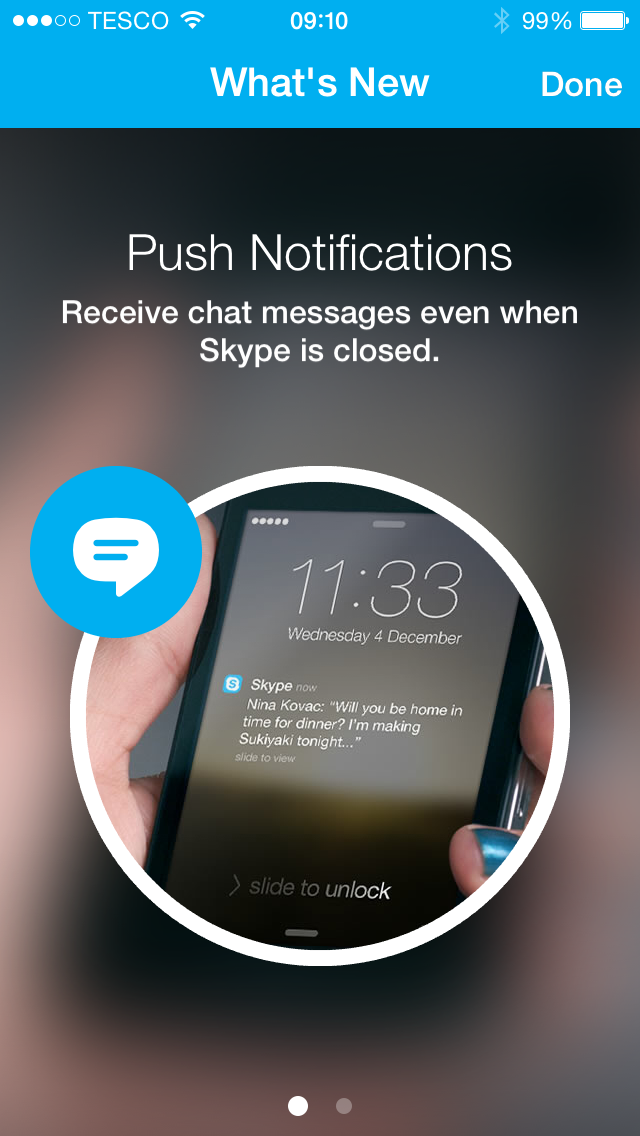 TESCO 09:10 99%
What's New Done
Push Notifications
Receive chat messages even when
Skype is closed.
11:33
Wednesday 4 December
S Skype now
Nina Kovac: “Will you be home in
time for dinner? I'm making
Sukiyaki tonight...”
slide to view
slide to unlock